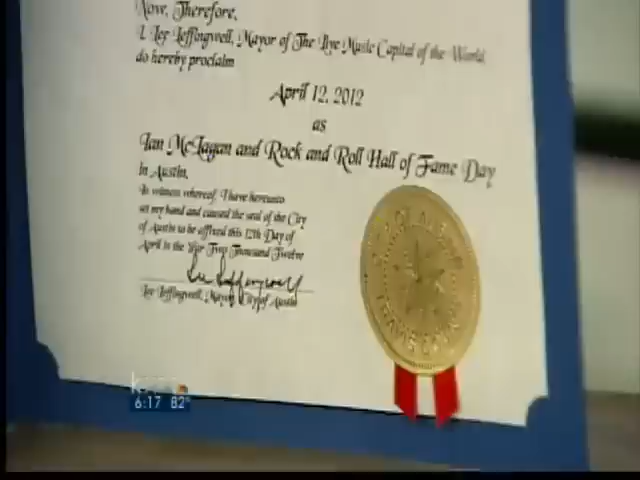 Now, Therefore,
I, Lee Leffingwell, Mayor of The Live Music Capital of the World,
do hereby proclaim
April 12, 2012
as
Ian McLagan and Rock and Roll Hall of Fame Day
in Austin.
In witness whereof, I have hereunto
set my hand and caused the seal of the City
of Austin to be affixed this 12th Day of
April in the Year Two Thousand Twelve
Lee Leffingwell
Lee Leffingwell, Mayor, City of Austin
6:17 82°